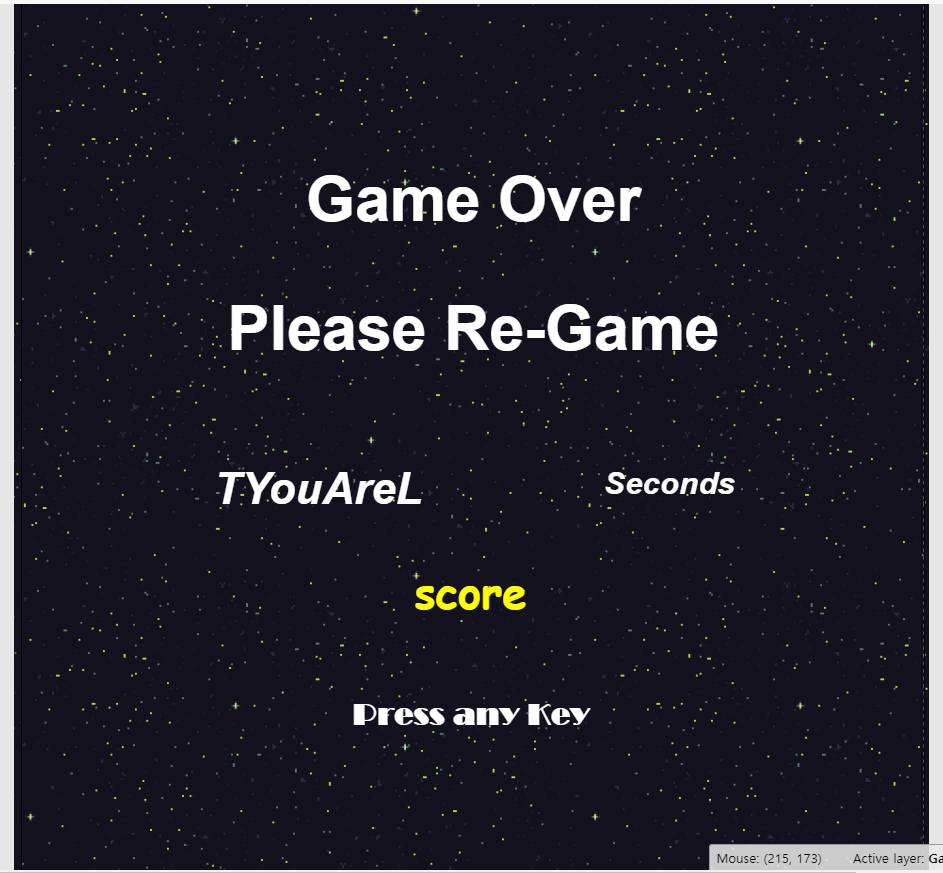 Game Over
Please Re-Game
TYouAreL Seconds
score
Press any Key
Mouse: (215, 173) Active layer: Ga